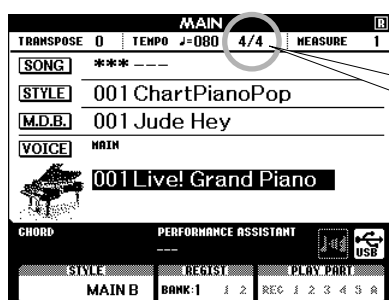 MAIN R
TRANSPOSE 0 TEMPO ♩=080 4/4 MEASURE 1
SONG *** ---
STYLE 001 ChartPianoPop
M.D.B. 001 Jude Hey
VOICE MAIN
001 Live! Grand Piano
CHORD PERFORMANCE ASSISTANT
---
USB
STYLE REGIST PLAY PART
MAIN B BANK:1 1 2 REC 1 2 3 4 5 A